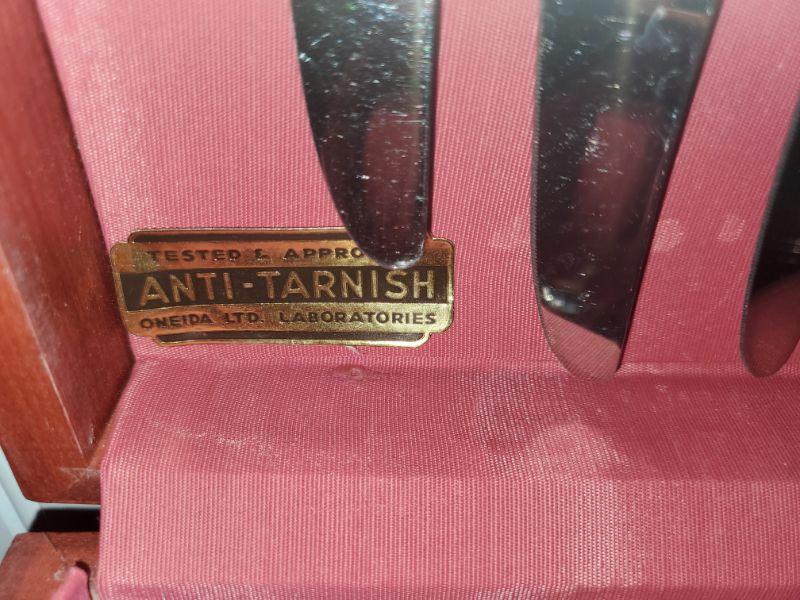 TESTED & APPRO
ANTI-TARNISH
ONEIDA LTD. LABORATORIES